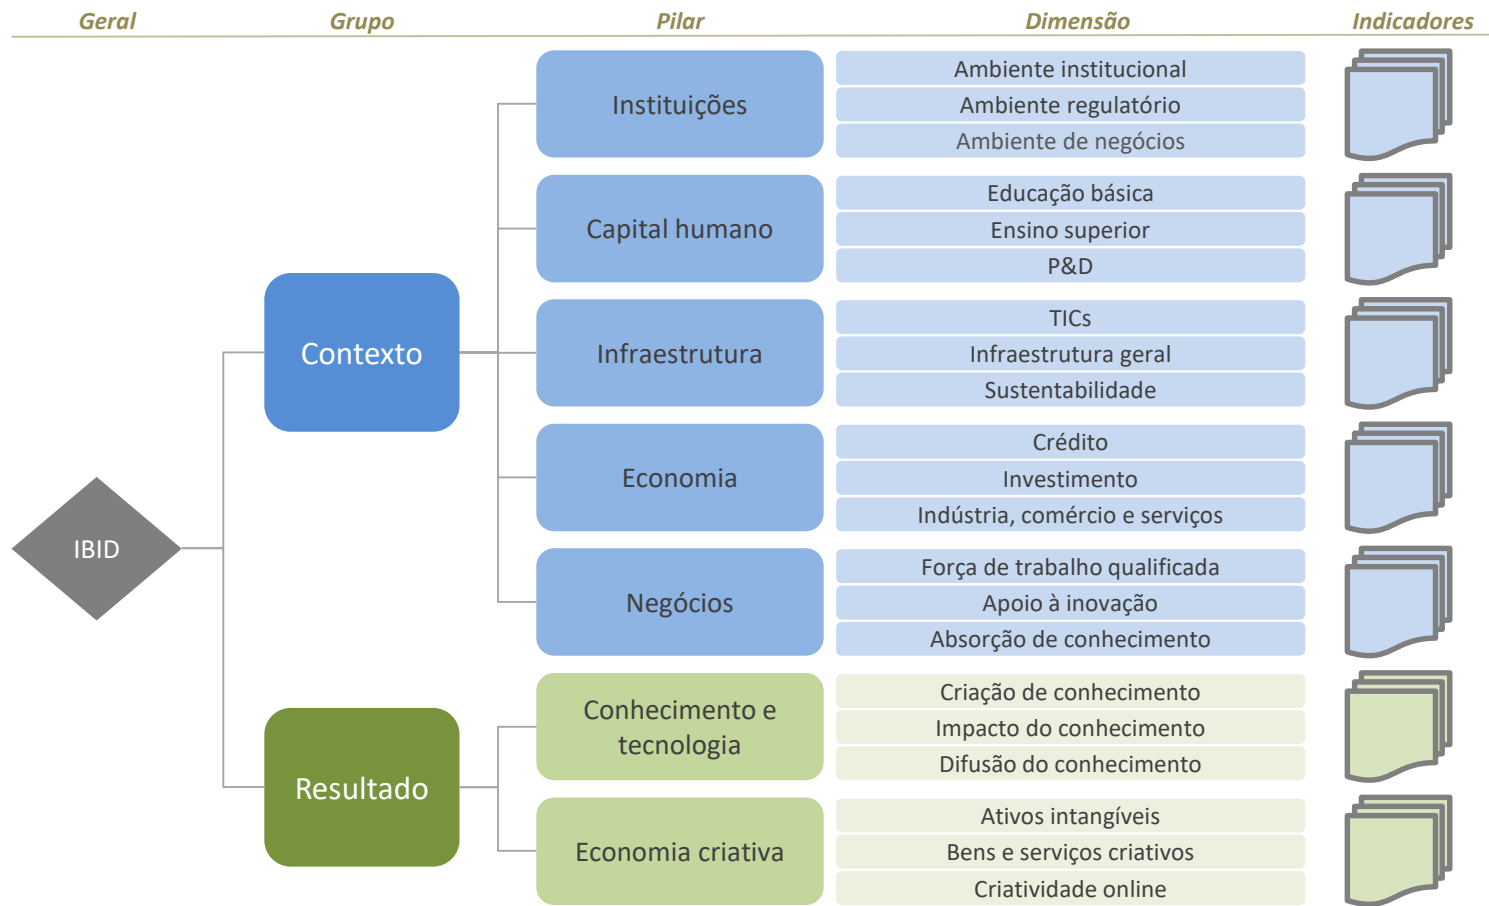 Geral
Grupo
Pilar
Dimensão
Indicadores
IBID
Contexto
Instituições
Ambiente institucional
Ambiente regulatório
Ambiente de negócios
Capital humano
Educação básica
Ensino superior
P&D
Infraestrutura
TICs
Infraestrutura geral
Sustentabilidade
Economia
Crédito
Investimento
Indústria, comércio e serviços
Negócios
Força de trabalho qualificada
Apoio à inovação
Absorção de conhecimento
Resultado
Conhecimento e
tecnologia
Criação de conhecimento
Impacto do conhecimento
Difusão do conhecimento
Economia criativa
Ativos intangíveis
Bens e serviços criativos
Criatividade online